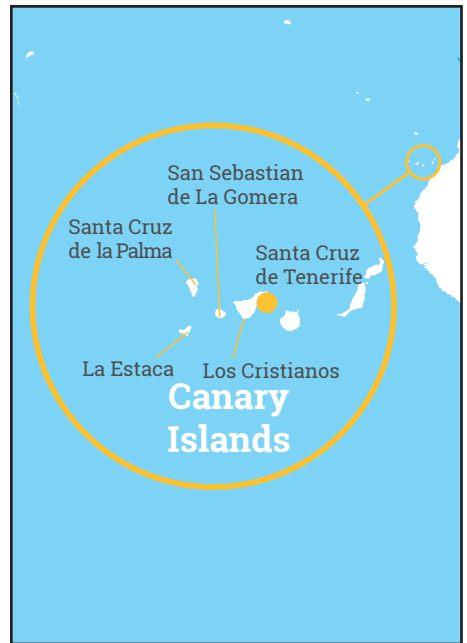 San Sebastian
de La Gomera
Santa Cruz
de la Palma
Santa Cruz
de Tenerife
La Estaca
Los Cristianos
Canary
Islands